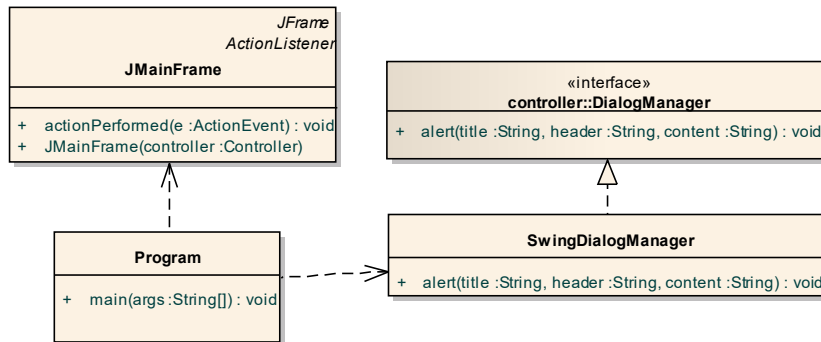 JFrame
ActionListener
JMainFrame
+ actionPerformed(e :ActionEvent) : void
+ JMainFrame(controller :Controller)
«interface»
controller::DialogManager
+ alert(title :String, header :String, content :String) : void
Program
+ main(args :String[]) : void
SwingDialogManager
+ alert(title :String, header :String, content :String) : void